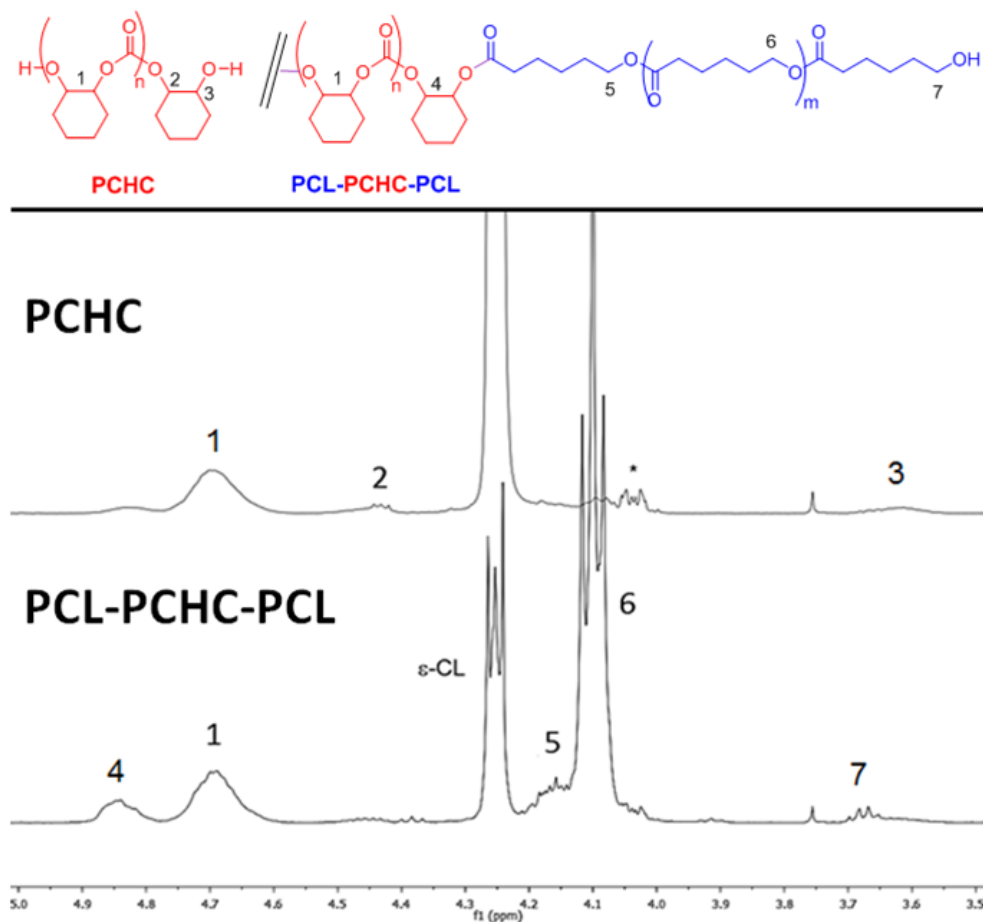 O O O O
H O 1 O O n O 2 O H 3
O 1 O O n O 4 O O 5 O 6 O m OH 7
PCHC PCL-PCHC-PCL
PCHC
1 2 * 3
PCL-PCHC-PCL
4 1 ε-CL 5 6 7
5.0 4.9 4.8 4.7 4.6 4.5 4.4 4.3 4.2 4.1 4.0 3.9 3.8 3.7 3.6 3.5
f1 (ppm)